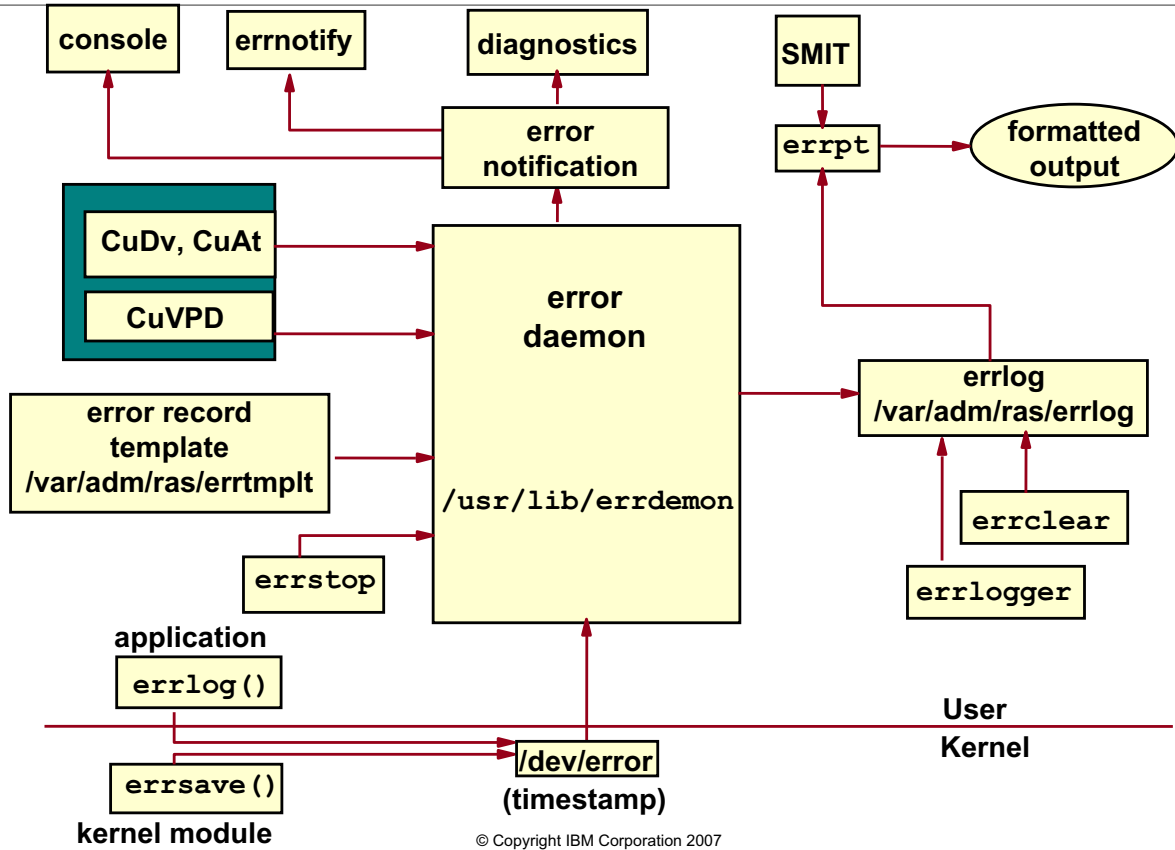 console
errnotify
diagnostics
SMIT
error
notification
errpt
formatted
output
CuDv, CuAt
CuVPD
error
daemon
/usr/lib/errdemon
error record
template
/var/adm/ras/errtmplt
errlog
/var/adm/ras/errlog
errstop
errclear
errlogger
application
errlog()
User
Kernel
/dev/error
(timestamp)
errsave()
kernel module
© Copyright IBM Corporation 2007